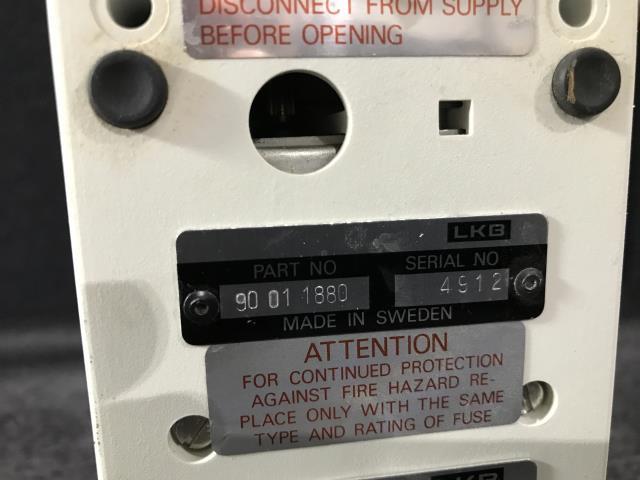 DISCONNECT FROM SUPPLY
BEFORE OPENING
LKB
PART NO SERIAL NO
90 01 1880 4912
MADE IN SWEDEN
ATTENTION
FOR CONTINUED PROTECTION
AGAINST FIRE HAZARD RE-
PLACE ONLY WITH THE SAME
TYPE AND RATING OF FUSE
LKB